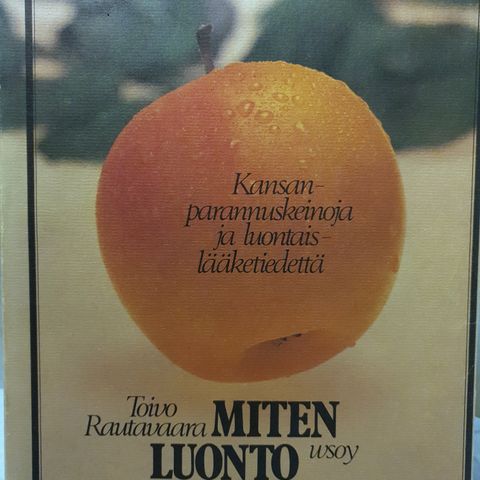 Kansan-
parannuskeinoja
ja luontais-
lääketiedettä
Toivo
Rautavaara MITEN
LUONTO wsoy